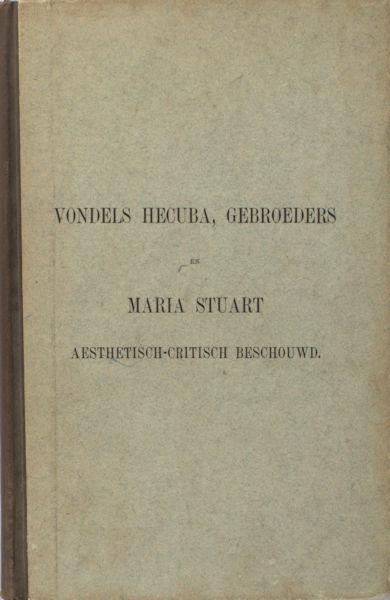 VONDELS HECUBA, GEBROEDERS
EN
MARIA STUART
AESTHETISCH-CRITISCH BESCHOUWD.